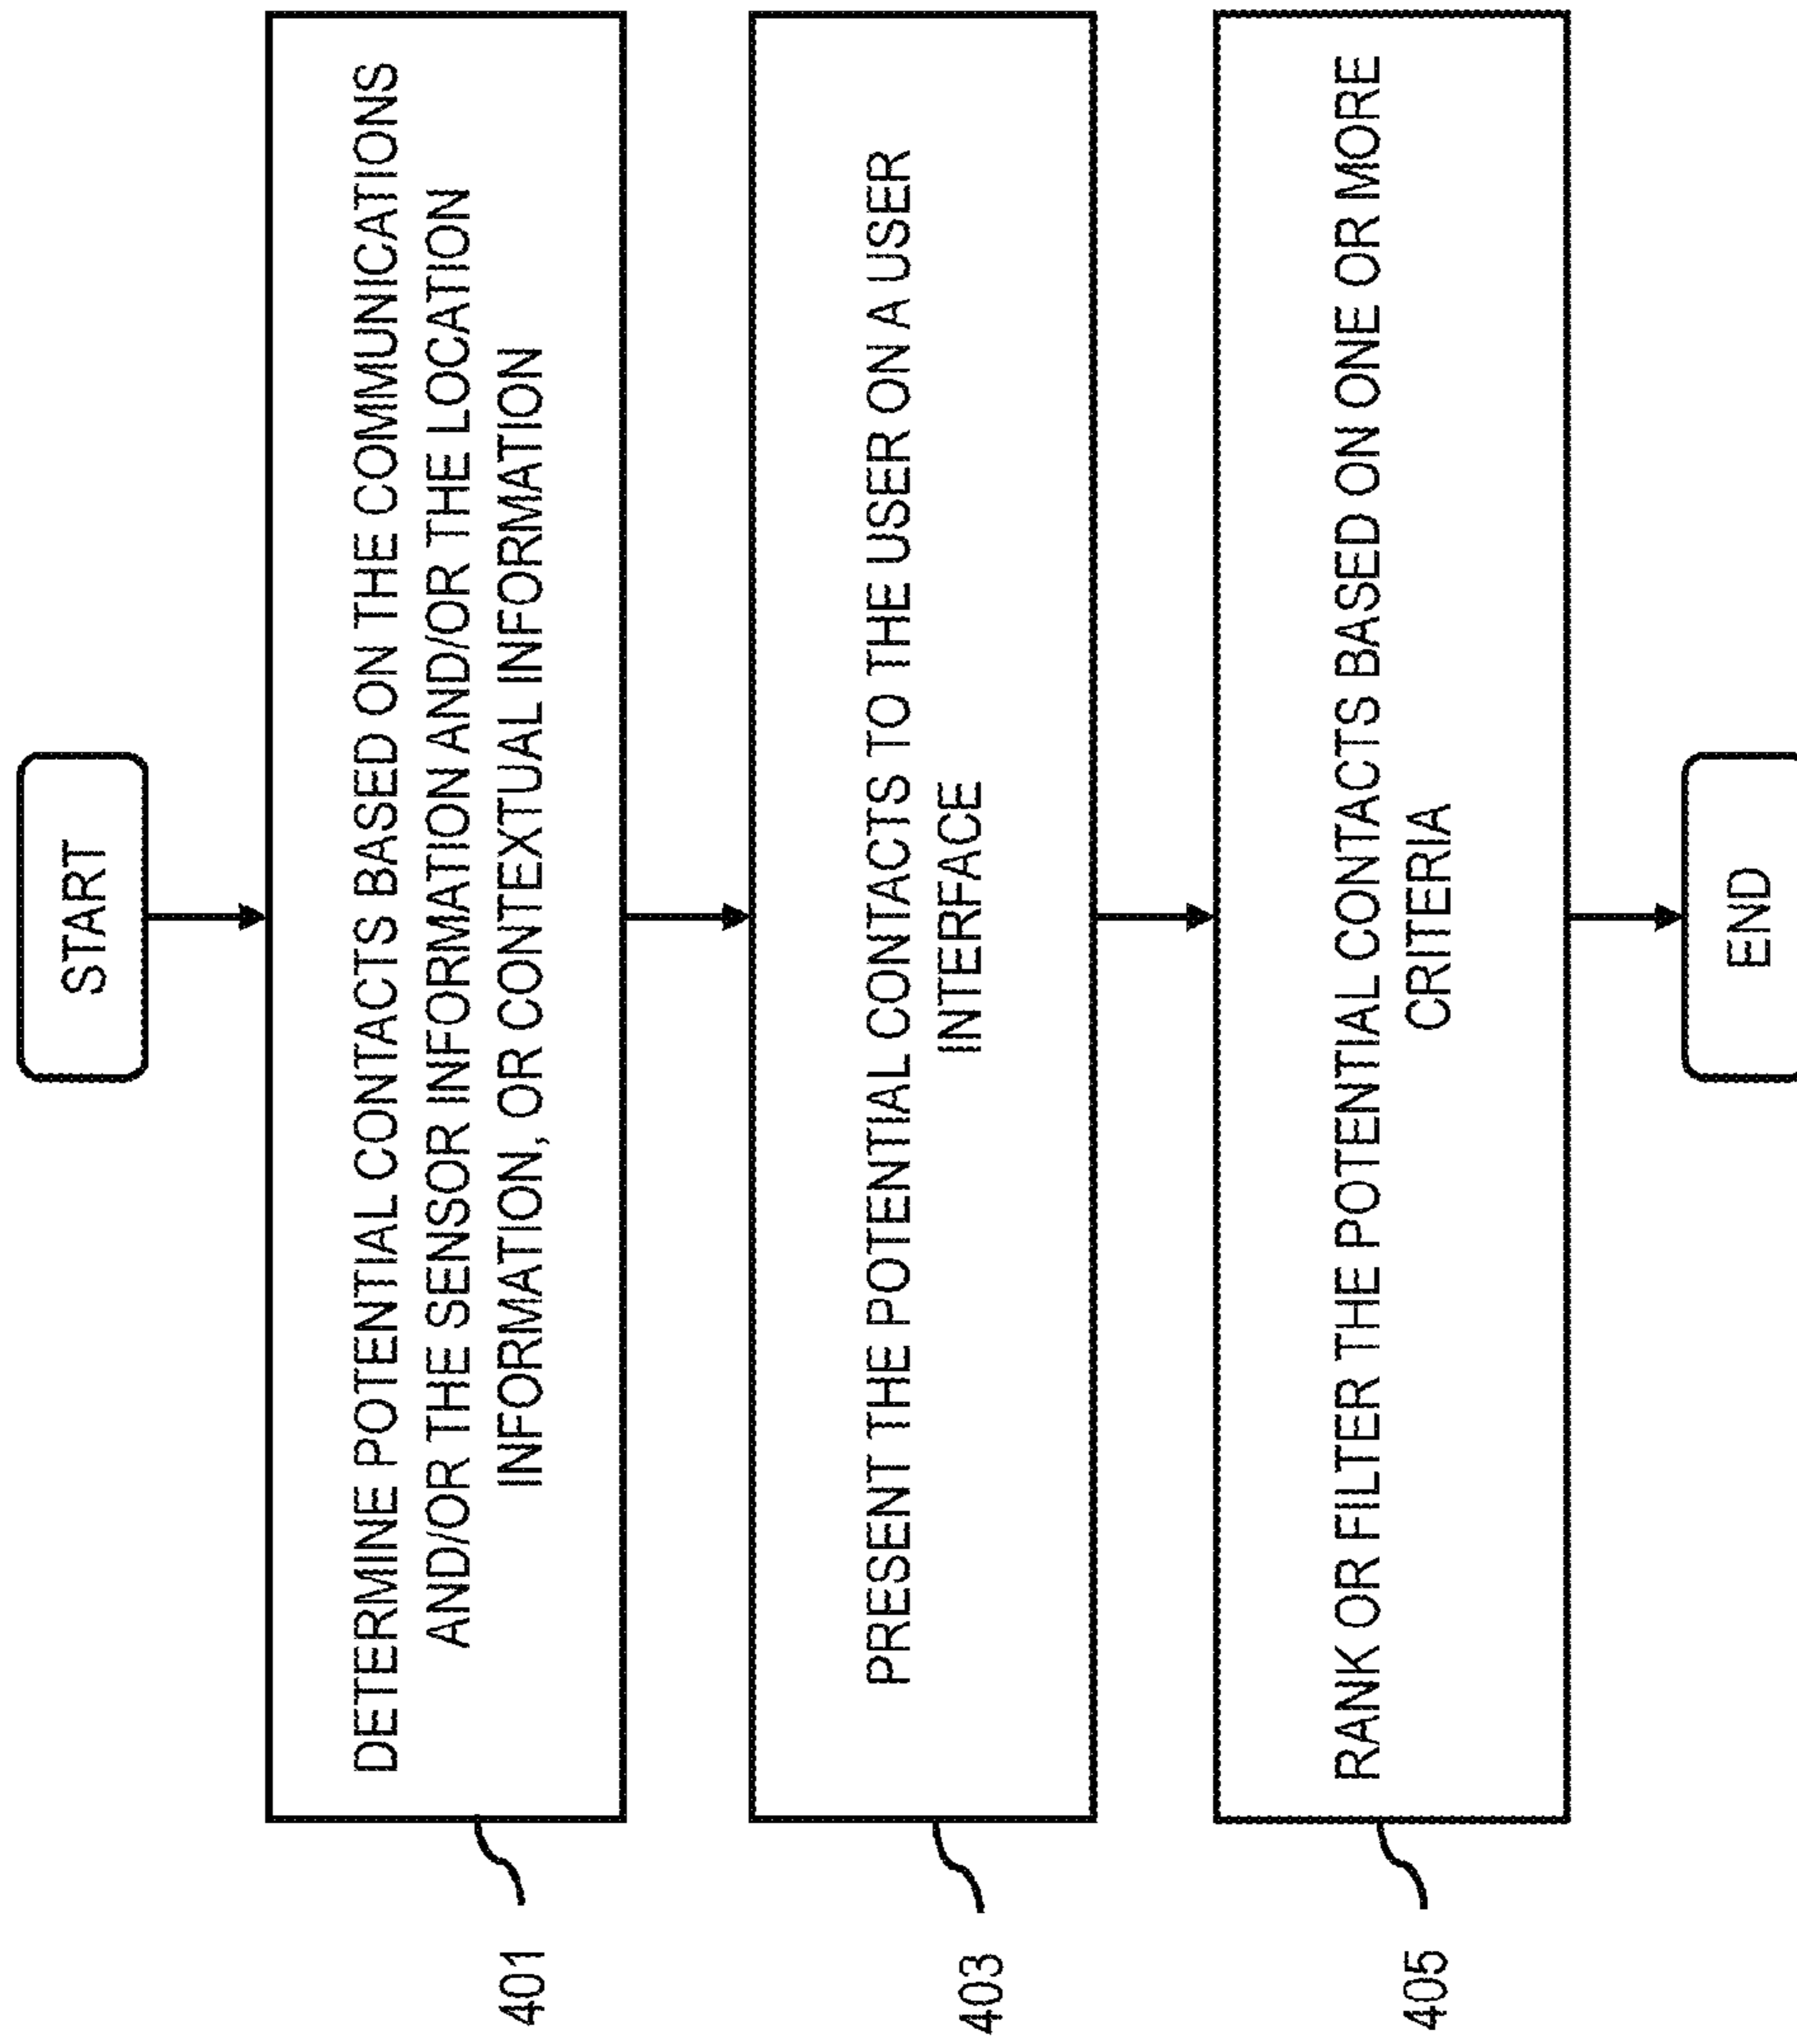 START
DETERMINE POTENTIAL CONTACTS BASED ON THE COMMUNICATIONS
AND/OR THE SENSOR INFORMATION AND/OR THE LOCATION
INFORMATION, OR CONTEXTUAL INFORMATION
401
PRESENT THE POTENTIAL CONTACTS TO THE USER ON A USER
INTERFACE
403
RANK OR FILTER THE POTENTIAL CONTACTS BASED ON ONE OR MORE
CRITERIA
405
END